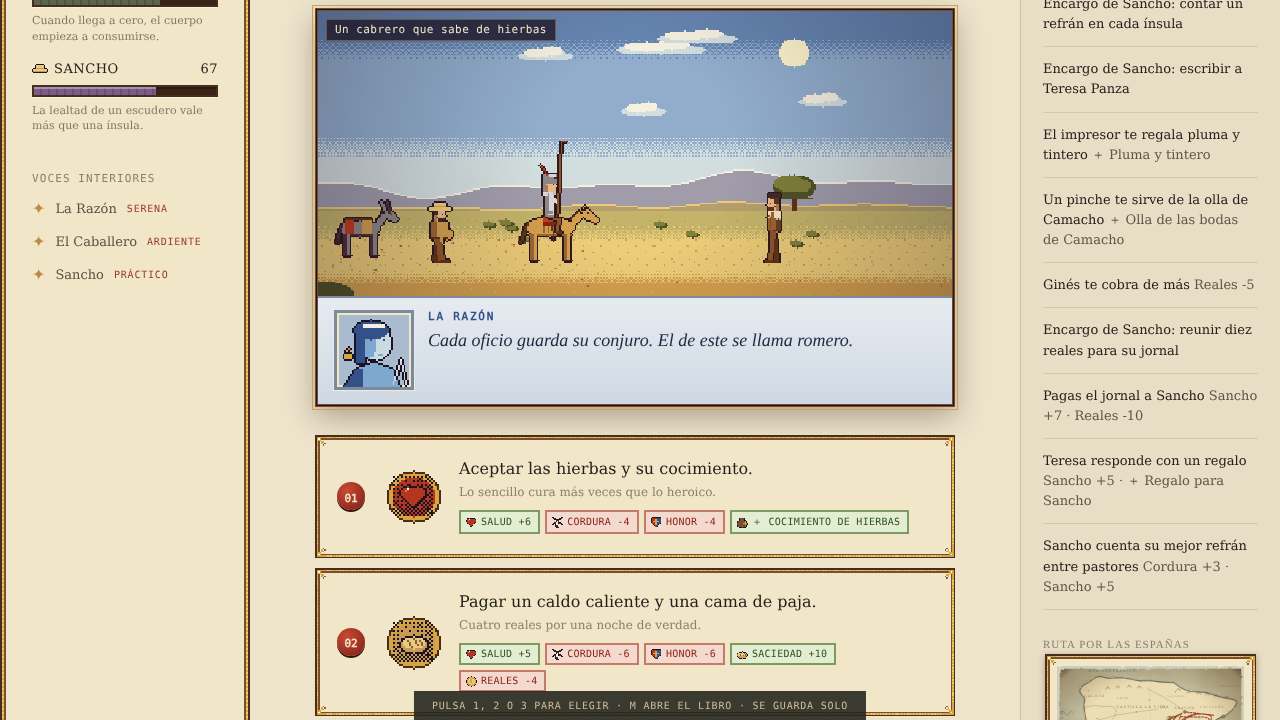 Cuando llega a cero, el cuerpo
empieza a consumirse.
SANCHO 67
La lealtad de un escudero vale
más que una ínsula.
VOCES INTERIORES
La Razón SERENA
El Caballero ARDIENTE
Sancho PRÁCTICO
Un cabrero que sabe de hierbas
LA RAZÓN
Cada oficio guarda su conjuro. El de este se llama romero.
01
Aceptar las hierbas y su cocimiento.
Lo sencillo cura más veces que lo heroico.
SALUD +6 CORDURA -4 HONOR -4 + COCIMIENTO DE HIERBAS
02
Pagar un caldo caliente y una cama de paja.
Cuatro reales por una noche de verdad.
SALUD +5 CORDURA -6 HONOR -6 SACIEDAD +10
REALES -4
PULSA 1, 2 O 3 PARA ELEGIR · M ABRE EL LIBRO · SE GUARDA SOLO
Encargo de Sancho: contar un
refrán en cada ínsula
Encargo de Sancho: escribir a
Teresa Panza
El impresor te regala pluma y
tintero + Pluma y tintero
Un pinche te sirve de la olla de
Camacho + Olla de las bodas
de Camacho
Ginés te cobra de más Reales -5
Encargo de Sancho: reunir diez
reales para su jornal
Pagas el jornal a Sancho Sancho
+7 · Reales -10
Teresa responde con un regalo
Sancho +5 · + Regalo para
Sancho
Sancho cuenta su mejor refrán
entre pastores Cordura +3 ·
Sancho +5
RUTA POR LAS ESPAÑAS